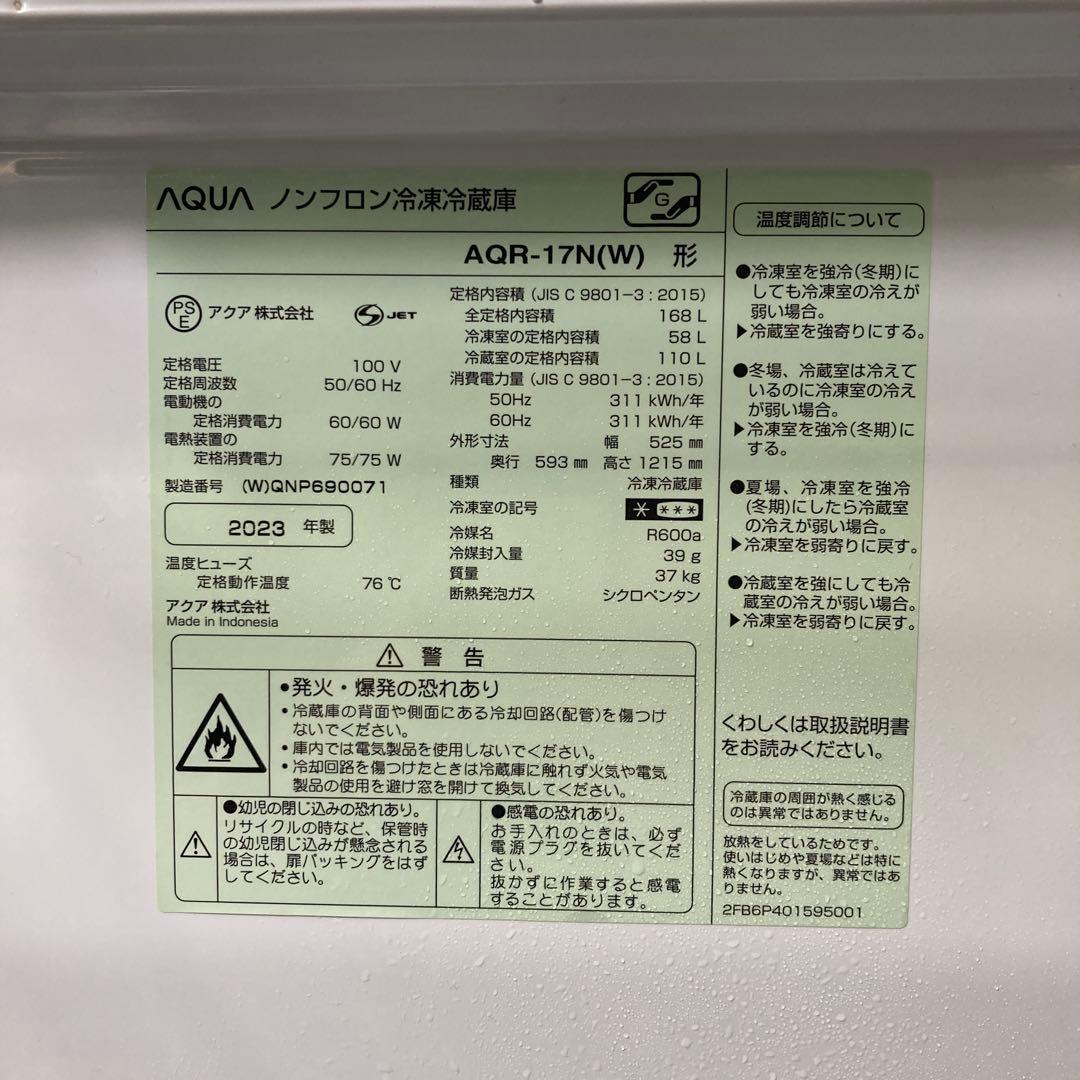 AQUA ノンフロン冷凍冷蔵庫
G
AQR-17N(W) 形
PS
E
アクア 株式会社
S JET
定格電圧 100 V
定格周波数 50/60 Hz
電動機の
定格消費電力 60/60 W
電熱装置の
定格消費電力 75/75 W
製造番号 (W)QNP690071
2023 年製
温度ヒューズ
定格動作温度 76 ℃
アクア 株式会社
Made in Indonesia
定格内容積 (JIS C 9801-3 : 2015)
全定格内容積 168 L
冷凍室の定格内容積 58 L
冷蔵室の定格内容積 110 L
消費電力量 (JIS C 9801-3 : 2015)
50Hz 311 kWh/年
60Hz 311 kWh/年
外形寸法 幅 525 ㎜
奥行 593 ㎜ 高さ 1215 ㎜
種類 冷凍冷蔵庫
冷凍室の記号 * ***
冷媒名 R600a
冷媒封入量 39 g
質量 37 kg
断熱発泡ガス シクロペンタン
⚠ 警 告
•発火・爆発の恐れあり
•冷蔵庫の背面や側面にある冷却回路(配管)を傷つけ
ないでください。
•庫内では電気製品を使用しないでください。
•冷却回路を傷つけたときは冷蔵庫に触れず火気や電気
製品の使用を避け窓を開けて換気してください。
●幼児の閉じ込みの恐れあり。
リサイクルの時など、保管時
の幼児閉じ込みが懸念される
場合は、扉パッキングをはず
してください。
●感電の恐れあり。
お手入れのときは、必ず
電源プラグを抜いてくだ
さい。
抜かずに作業すると感電
することがあります。
温度調節について
●冷凍室を強冷(冬期)に
しても冷凍室の冷えが
弱い場合。
▶冷蔵室を強寄りにする。
●冬場、冷蔵室は冷えて
いるのに冷凍室の冷え
が弱い場合。
▶冷凍室を強冷(冬期)に
する。
●夏場、冷凍室を強冷
(冬期)にしたら冷蔵室
の冷えが弱い場合。
▶冷凍室を弱寄りに戻す。
●冷蔵室を強にしても冷
蔵室の冷えが弱い場合。
▶冷凍室を弱寄りに戻す。
くわしくは取扱説明書
をお読みください。
冷蔵庫の周囲が熱く感じる
のは異常ではありません。
放熱をしているためです。
使いはじめや夏場などは特に
熱くなりますが、異常ではあ
りません。
2FB6P401595001